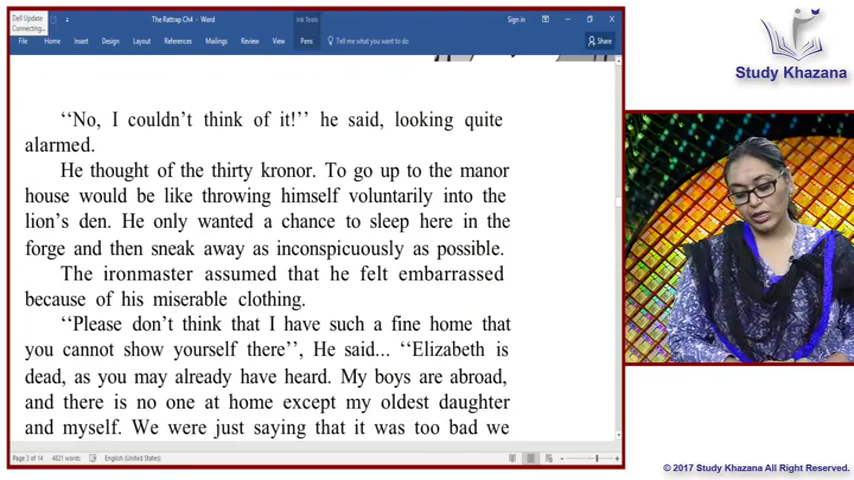 Dell Update
Connecting...
The Rattrap Ch4 - Word
Ink Tools
Sign in
File Home Insert Design Layout References Mailings Review View Pens Tell me what you want to do Share
Study Khazana
‘‘No, I couldn’t think of it!’’ he said, looking quite
alarmed.
He thought of the thirty kronor. To go up to the manor
house would be like throwing himself voluntarily into the
lion’s den. He only wanted a chance to sleep here in the
forge and then sneak away as inconspicuously as possible.
The ironmaster assumed that he felt embarrassed
because of his miserable clothing.
‘‘Please don’t think that I have such a fine home that
you cannot show yourself there’’, He said... ‘‘Elizabeth is
dead, as you may already have heard. My boys are abroad,
and there is no one at home except my oldest daughter
and myself. We were just saying that it was too bad we
Page 3 of 14 4821 words English (United States)
© 2017 Study Khazana All Right Reserved.